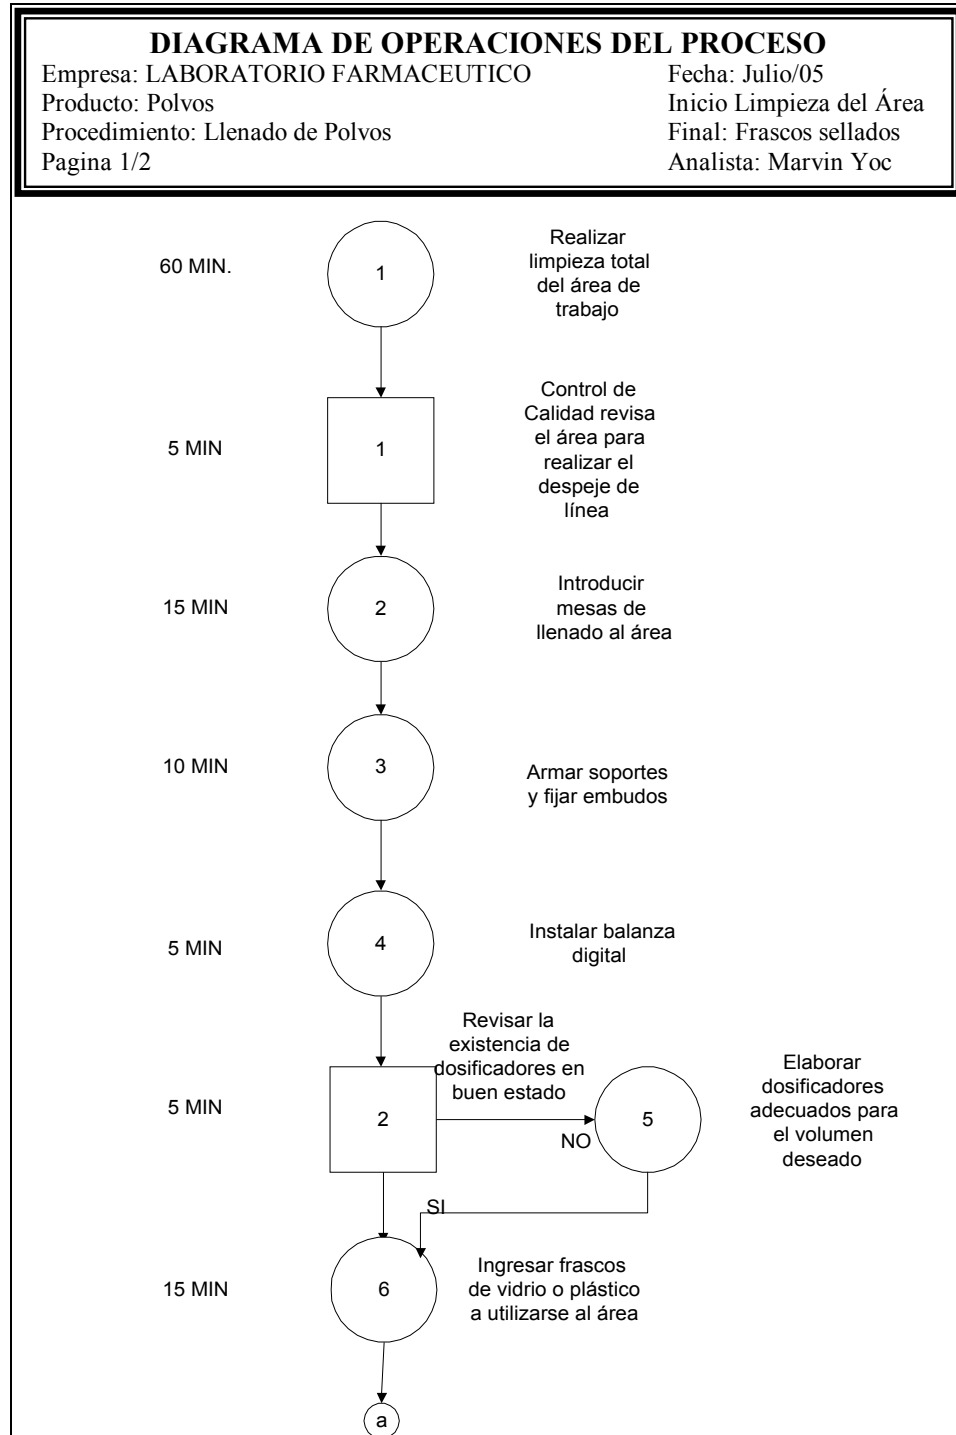 DIAGRAMA DE OPERACIONES DEL PROCESO
Empresa: LABORATORIO FARMACEUTICO
Fecha: Julio/05
Producto: Polvos
Inicio Limpieza del Área
Procedimiento: Llenado de Polvos
Final: Frascos sellados
Pagina 1/2
Analista: Marvin Yoc
60 MIN.
1
Realizar
limpieza total
del área de
trabajo
5 MIN
1
Control de
Calidad revisa
el área para
realizar el
despeje de
línea
15 MIN
2
Introducir
mesas de
llenado al área
10 MIN
3
Armar soportes
y fijar embudos
5 MIN
4
Instalar balanza
digital
5 MIN
2
Revisar la
existencia de
dosificadores en
buen estado
NO
5
Elaborar
dosificadores
adecuados para
el volumen
deseado
SI
15 MIN
6
Ingresar frascos
de vidrio o plástico
a utilizarse al área
a